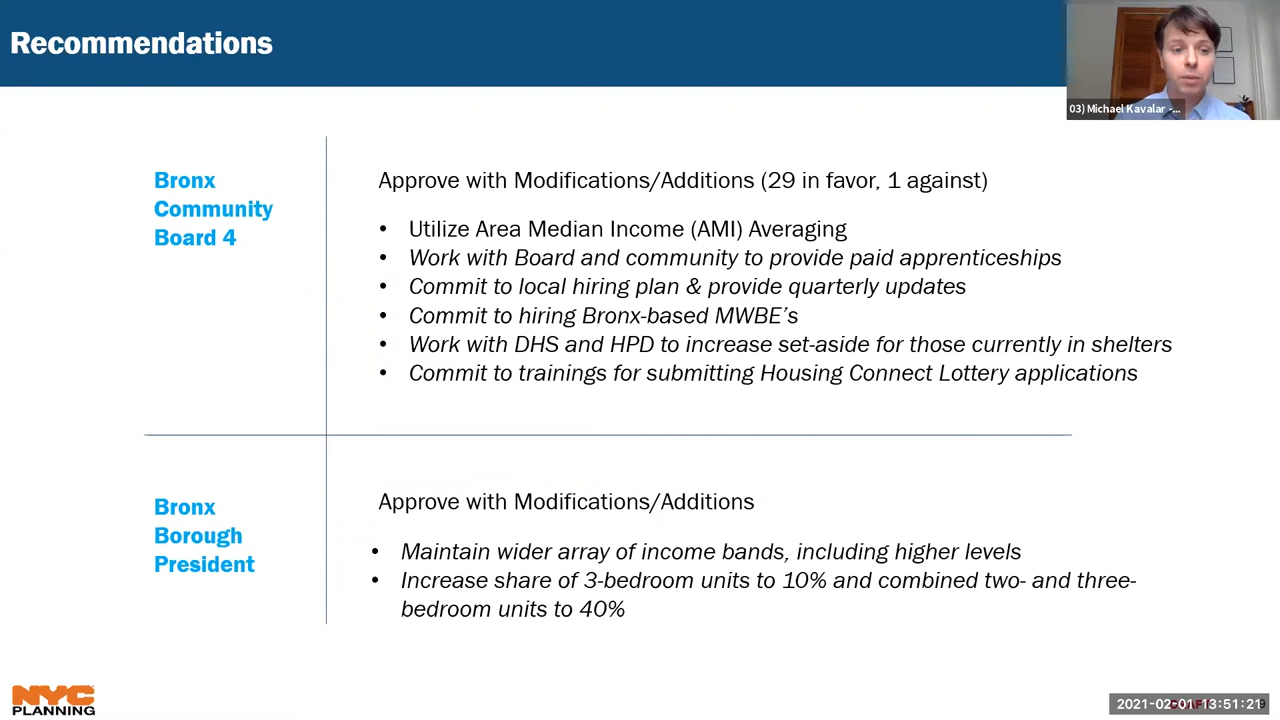 Recommendations
03) Michael Kavalar -...
Bronx
Community
Board 4
Approve with Modifications/Additions (29 in favor, 1 against)
• Utilize Area Median Income (AMI) Averaging
• Work with Board and community to provide paid apprenticeships
• Commit to local hiring plan & provide quarterly updates
• Commit to hiring Bronx-based MWBE's
• Work with DHS and HPD to increase set-aside for those currently in shelters
• Commit to trainings for submitting Housing Connect Lottery applications
Bronx
Borough
President
Approve with Modifications/Additions
• Maintain wider array of income bands, including higher levels
• Increase share of 3-bedroom units to 10% and combined two- and three-
bedroom units to 40%
NYC
PLANNING
2021-02-01 13:51:21
9